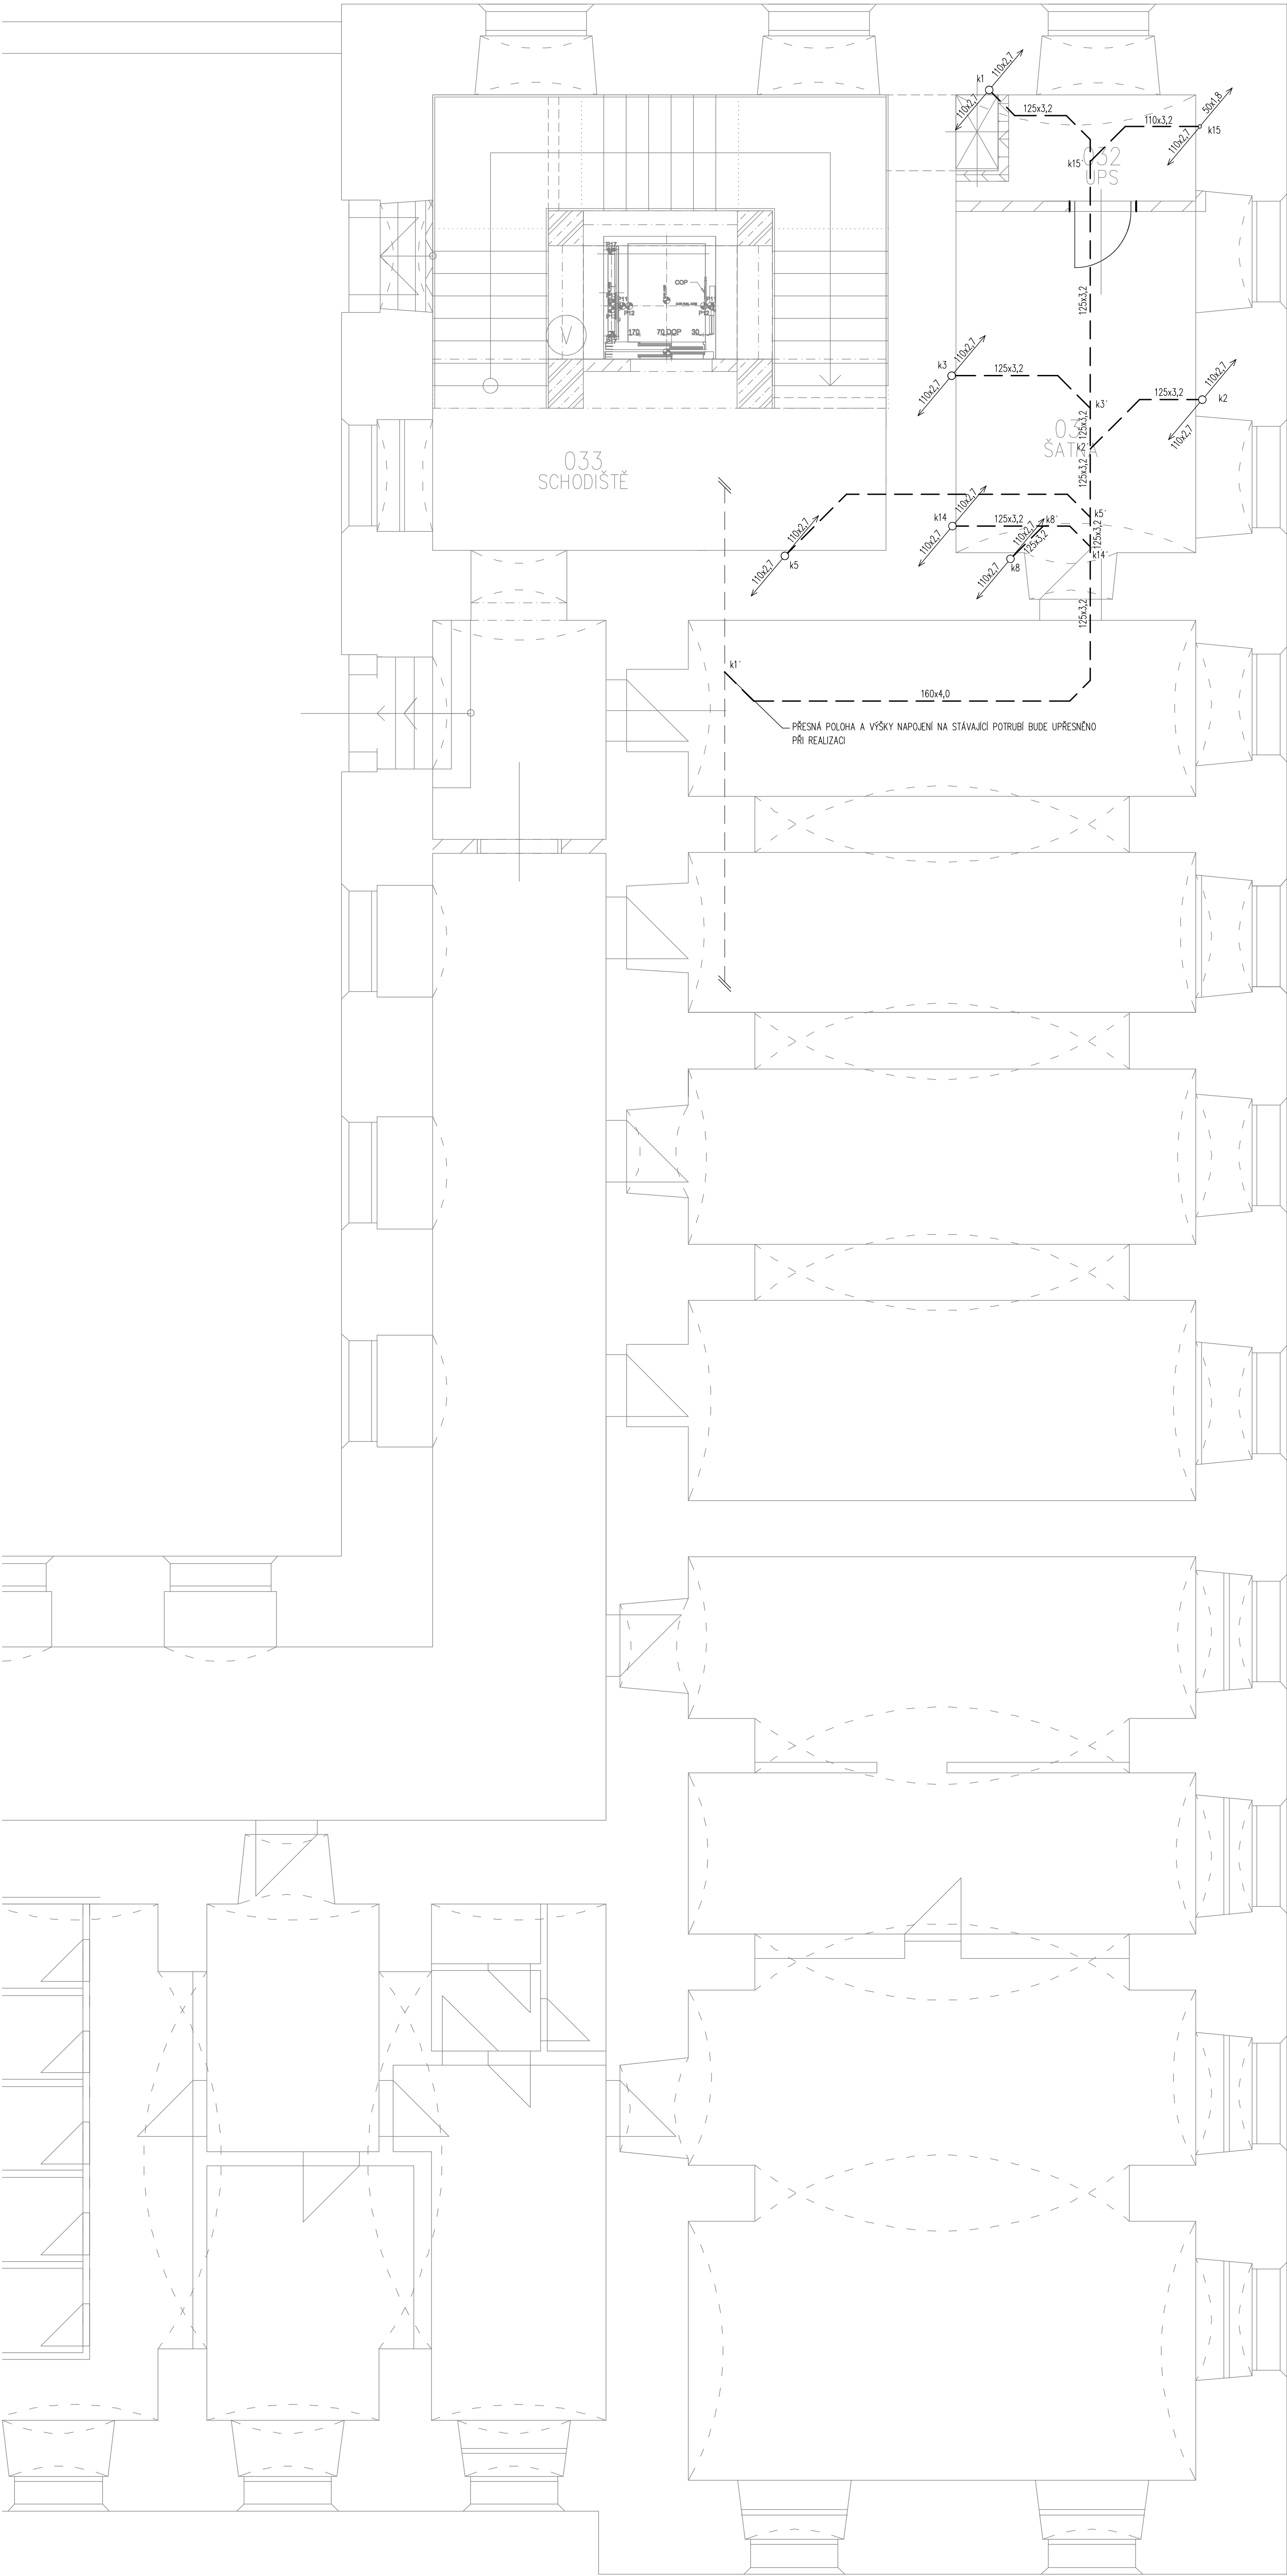 k1
110x2,7
110x2,7
125x3,2
110x3,2
50x1,8
k15
110x2,7
k15'
032
UPS
125x3,2
COP
P11
P12
P11
P12
170
70
DOP
30
V
k3
110x2,7
110x2,7
125x3,2
k3'
125x3,2
110x2,7
k2
110x2,7
125x3,2
k2'
ŠATNA
125x3,2
033
SCHODIŠTĚ
k5'
110x2,7
k5
110x2,7
k14
110x2,7
110x2,7
125x3,2
k8'
110x2,7
125x3,2
k8
110x2,7
125x3,2
k14'
125x3,2
k1'
160x4,0
PŘESNÁ POLOHA A VÝŠKY NAPOJENÍ NA STÁVAJÍCÍ POTRUBÍ BUDE UPŘESNĚNO
PŘI REALIZACI